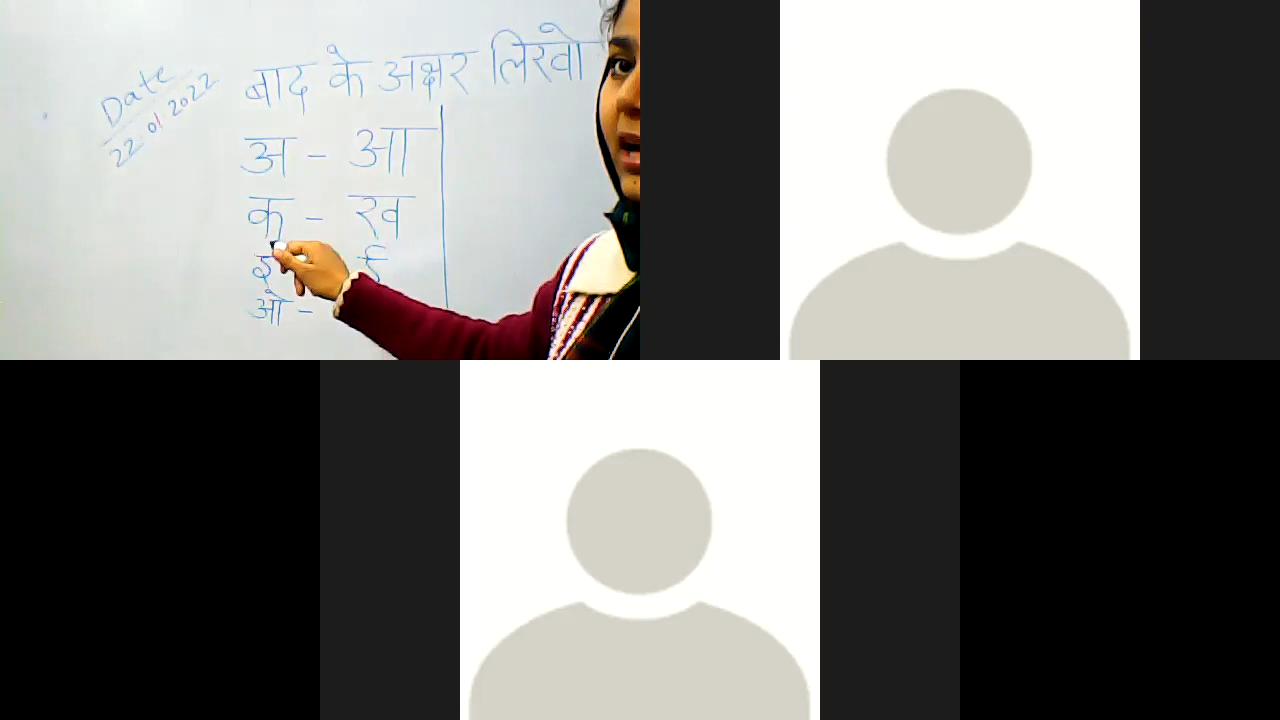 Date
22.01.2022
बाद के अक्षर लिखो
अ - आ
क - ख
इ ई
ओ -